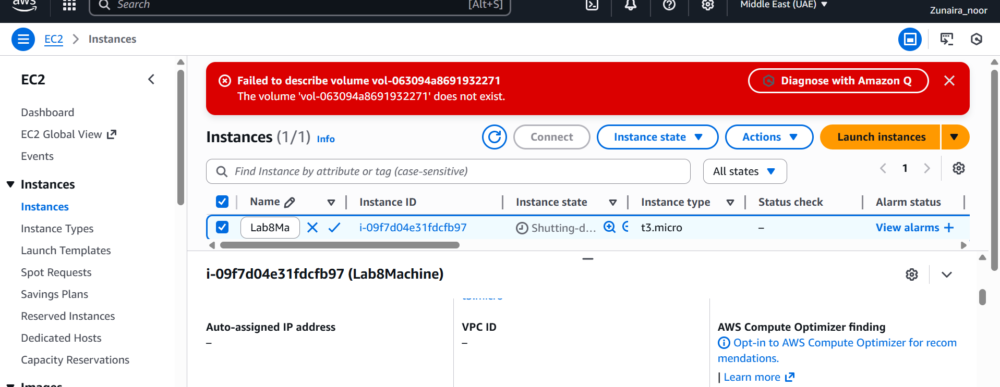 aws
Search
[Alt+S]
Middle East (UAE)
Zunaira_noor
EC2
Instances
EC2
Dashboard
EC2 Global View
Events
Instances
Instances
Instance Types
Launch Templates
Spot Requests
Savings Plans
Reserved Instances
Dedicated Hosts
Capacity Reservations
Images
Failed to describe volume vol-063094a8691932271
The volume 'vol-063094a8691932271' does not exist.
Diagnose with Amazon Q
Instances (1/1) Info
Connect
Instance state
Actions
Launch instances
Find Instance by attribute or tag (case-sensitive)
All states
1
Name
Instance ID
Instance state
Instance type
Status check
Alarm status
Lab8Ma
i-09f7d04e31fdcfb97
Shutting-d...
t3.micro
–
View alarms +
i-09f7d04e31fdcfb97 (Lab8Machine)
t3.micro
Auto-assigned IP address
–
VPC ID
–
AWS Compute Optimizer finding
Opt-in to AWS Compute Optimizer for recom
mendations.
| Learn more